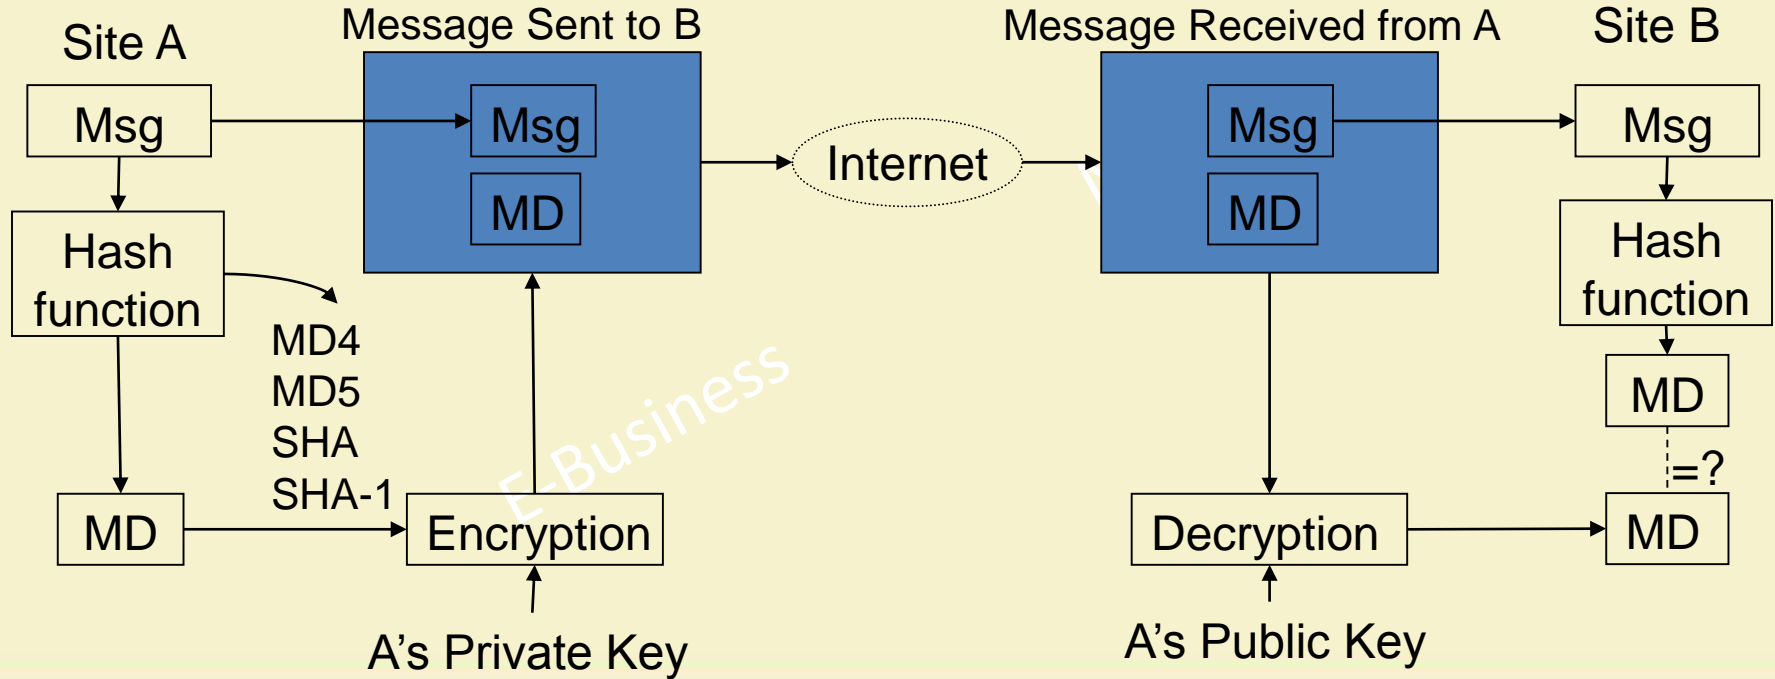 Site A
Message Sent to B
Message Received from A
Site B
Msg
Msg
Internet
Msg
Msg
MD
MD
Hash
function
Hash
function
MD4
MD5
SHA
SHA-1
MD
=?
MD
Encryption
Decryption
MD
A’s Private Key
A’s Public Key
E-Business